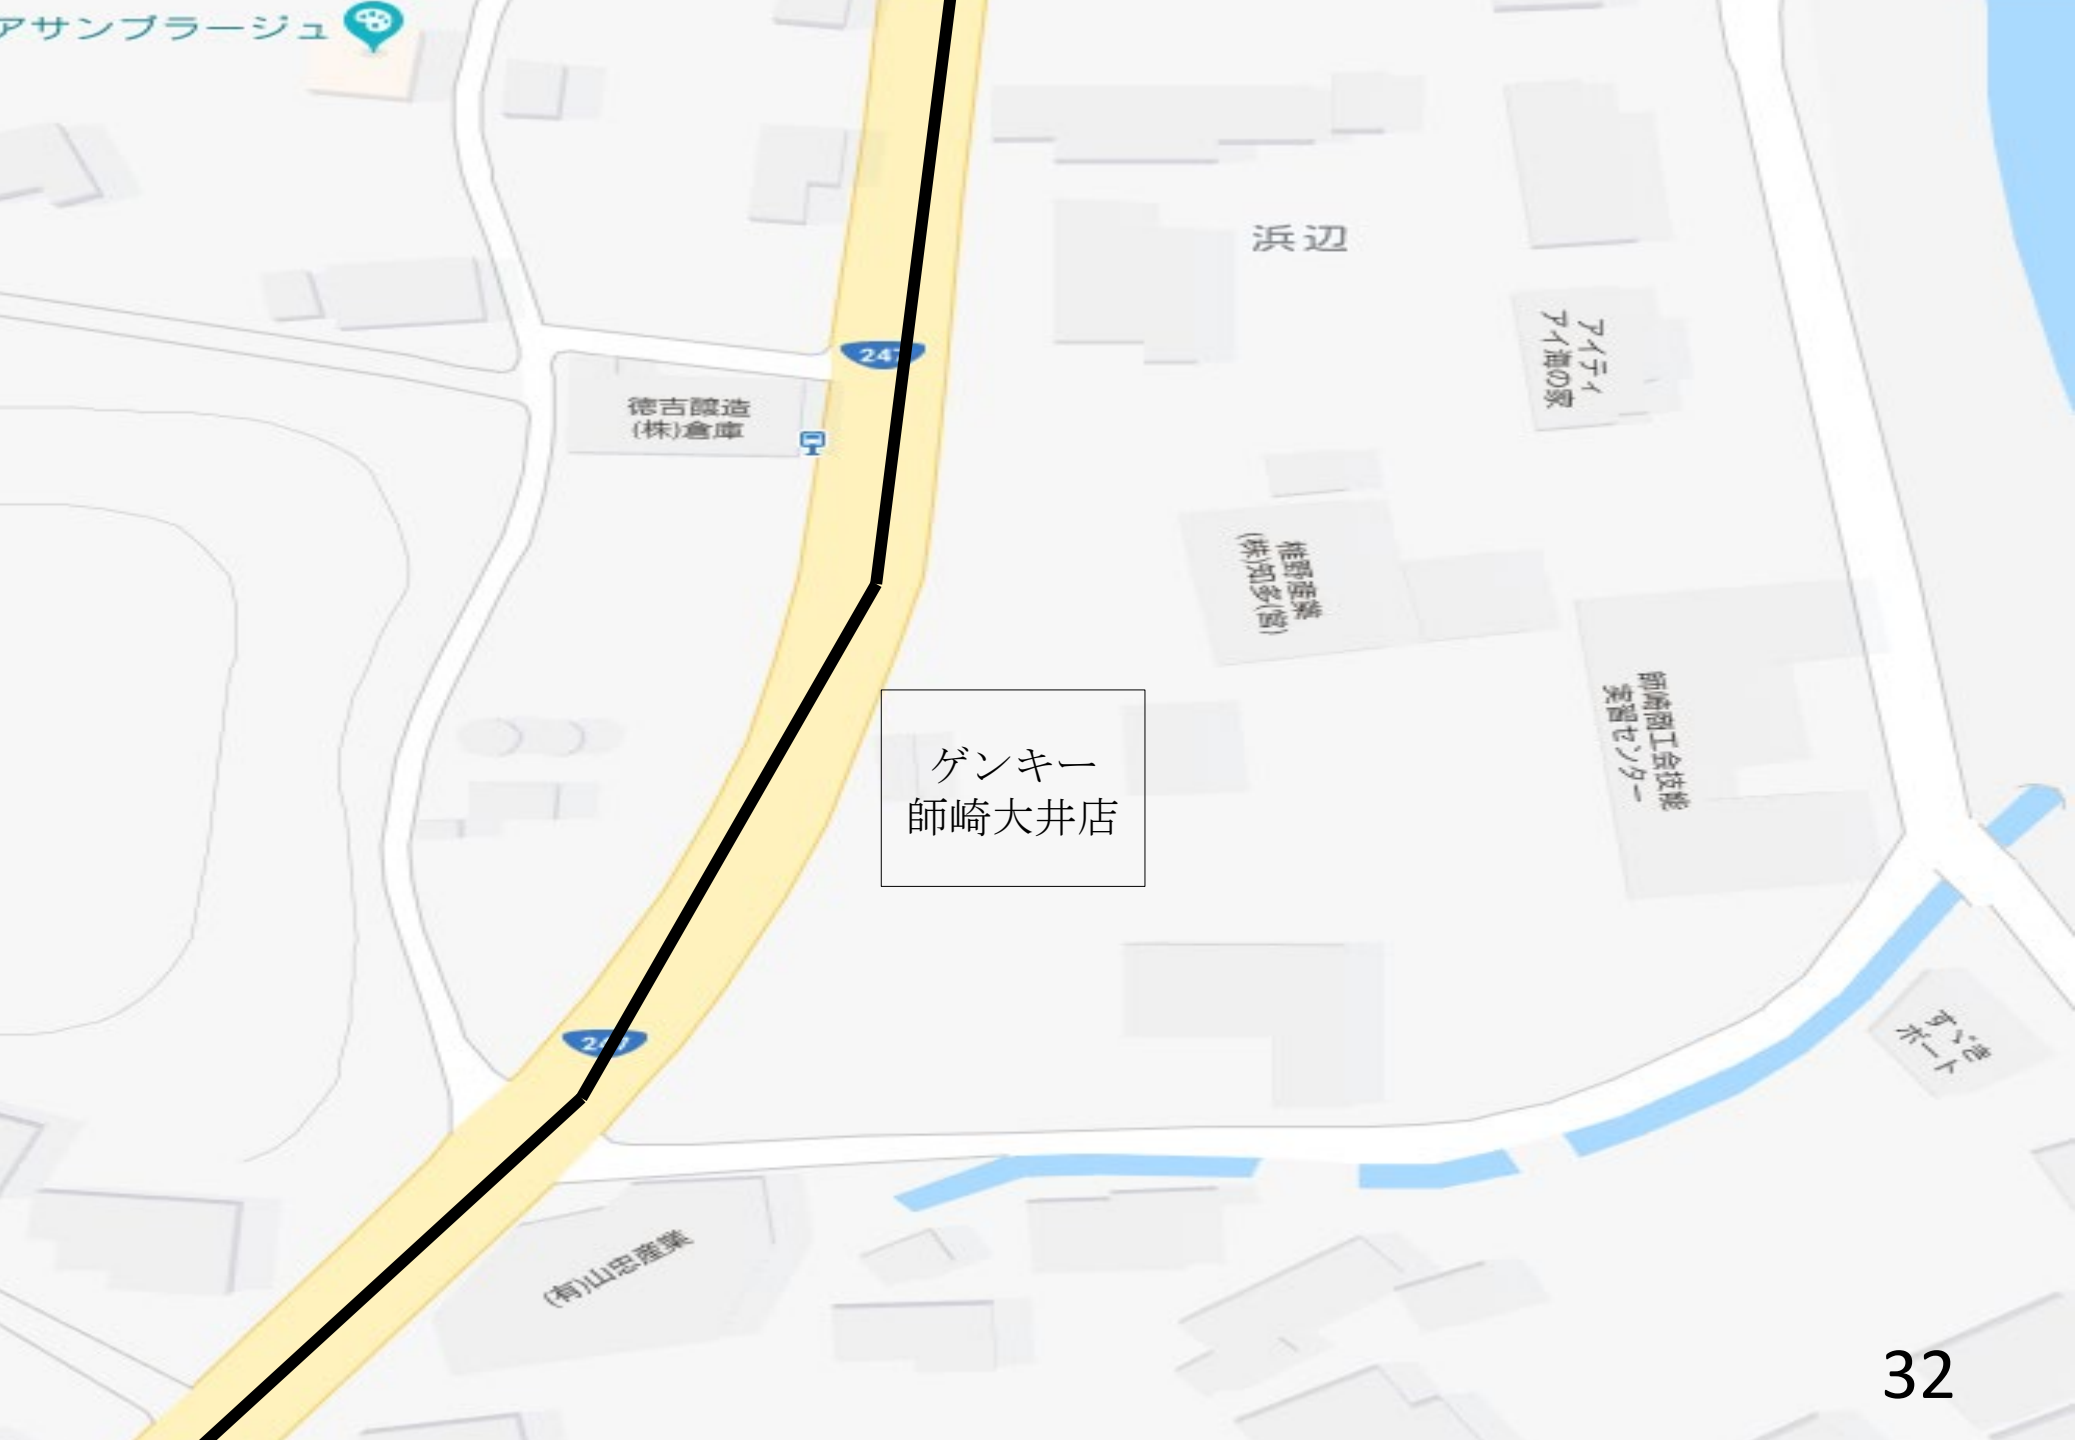 アサンブラージュ
浜辺
247
アイティ
アイ海の家
徳吉醸造
(株)倉庫
椎野産業
(株)知多(営)
師崎商工会技能
実習センター
ゲンキー
師崎大井店
すゞき
ボート
247
(有)山忠産業
32